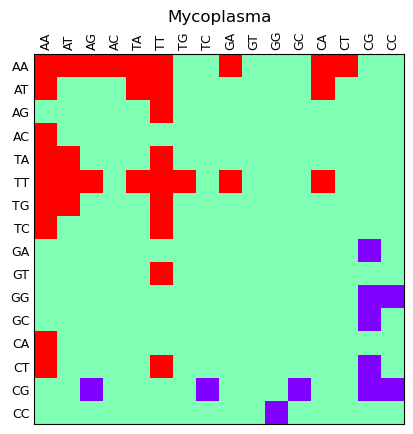 Mycoplasma
AA AT AG AC TA TT TG TC GA GT GG GC CA CT CG CC
AA
AT
AG
AC
TA
TT
TG
TC
GA
GT
GG
GC
CA
CT
CG
CC